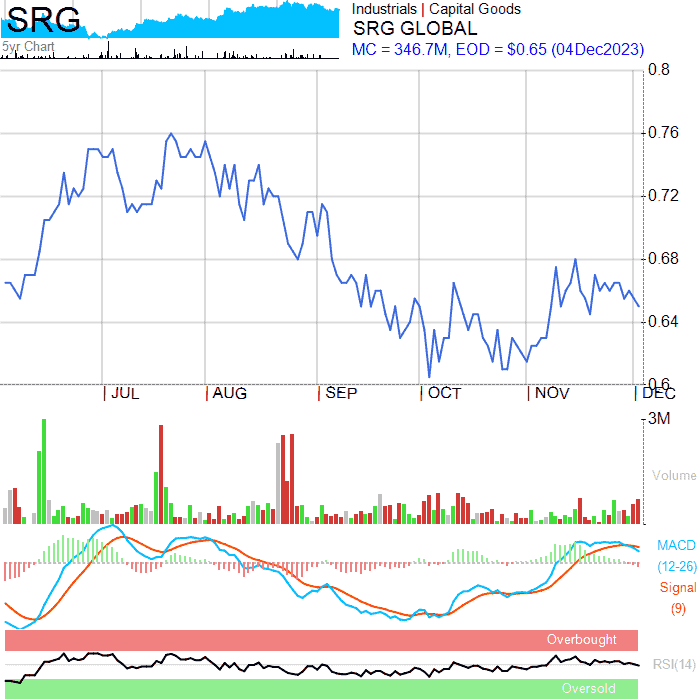 SRG
5yr Chart
Industrials | Capital Goods
SRG GLOBAL
MC = 346.7M, EOD = $0.65 (04Dec2023)
0.8
0.76
0.72
0.68
0.64
0.6
JUL AUG SEP OCT NOV DEC
3M
Volume
MACD
(12-26)
Signal
(9)
Overbought
RSI(14)
Oversold